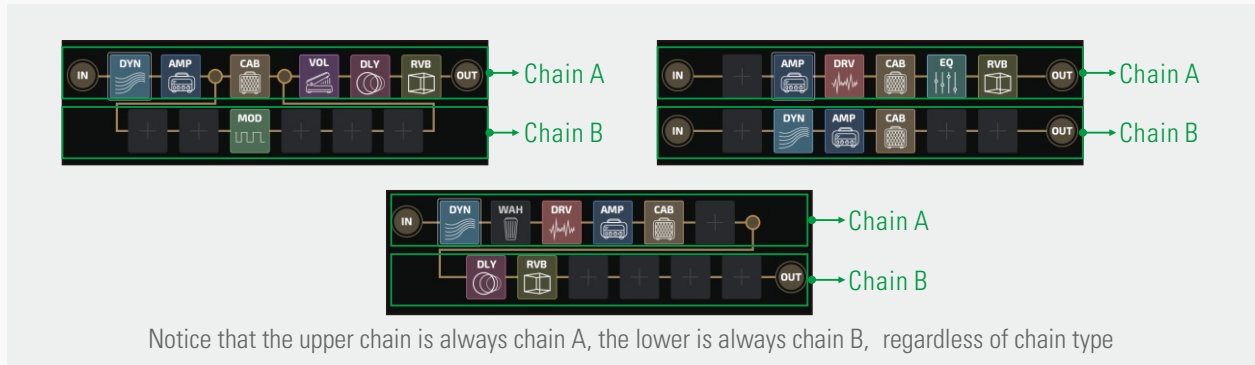 IN DYN AMP CAB VOL DLY RVB OUT Chain A
MOD Chain B
IN AMP DRV CAB EQ RVB OUT Chain A
IN DYN AMP CAB OUT Chain B
IN DYN WAH DRV AMP CAB Chain A
DLY RVB OUT Chain B
Notice that the upper chain is always chain A, the lower is always chain B, regardless of chain type